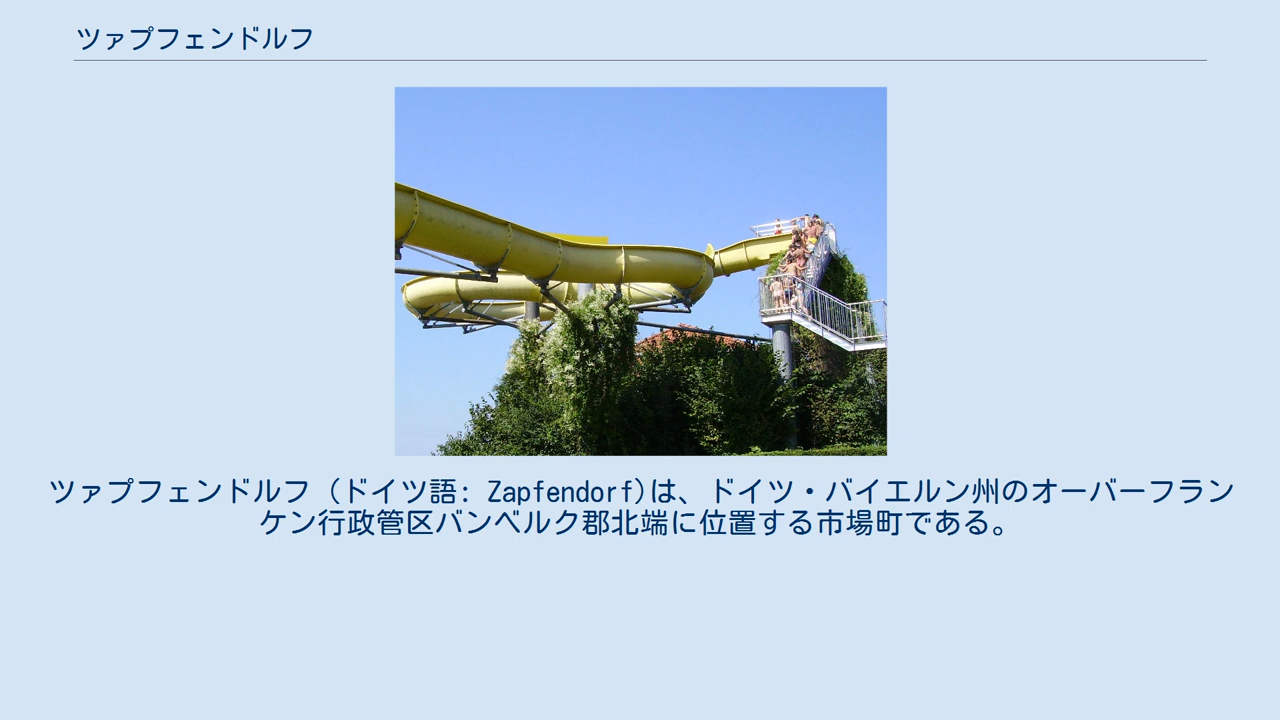 ツァプフェンドルフ
ツァプフェンドルフ (ドイツ語: Zapfendorf)は、ドイツ・バイエルン州のオーバーフラン
ケン行政管区バンベルク郡北端に位置する市場町である。